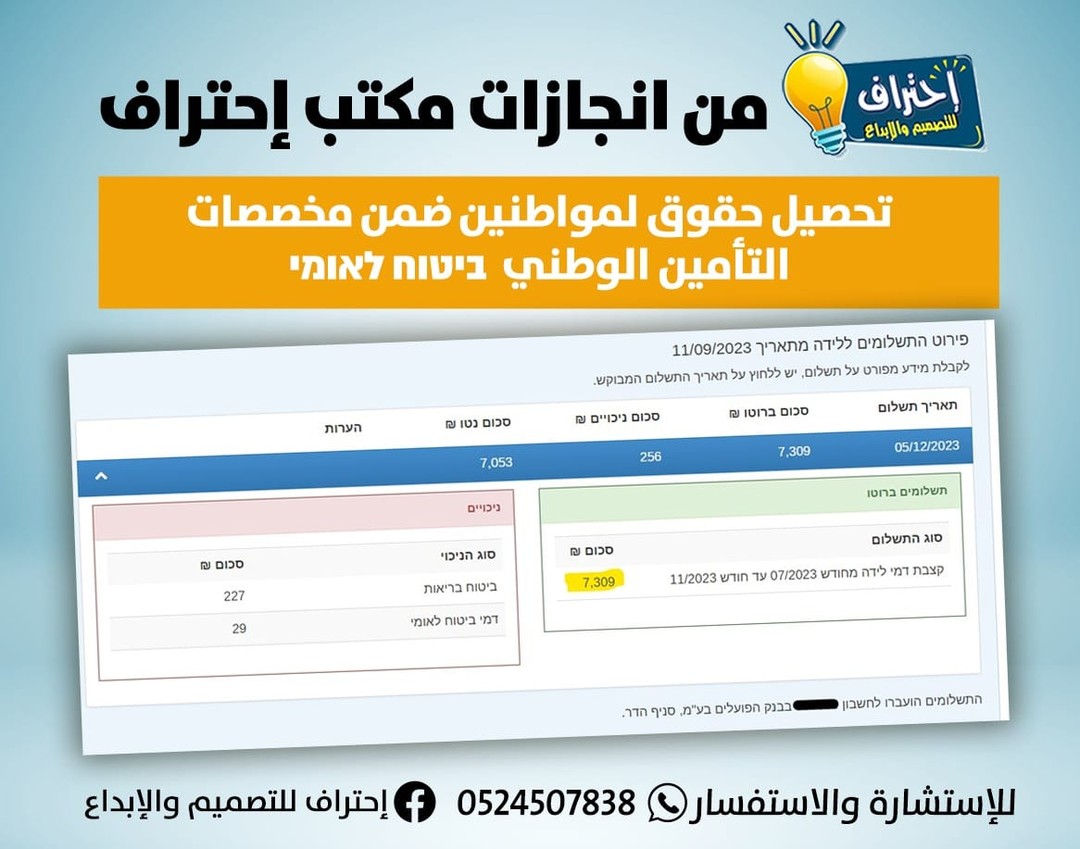 إحتراف
للتصميم والإبداع
من انجازات مكتب إحتراف
تحصيل حقوق لمواطنين ضمن مخصصات
التأمين الوطني ביטוח לאומי
פירוט התשלומים ללידה מתאריך 11/09/2023
לקבלת מידע מפורט על תשלום, יש ללחוץ על תאריך התשלום המבוקש.
תאריך תשלום סכום ברוטו ₪ סכום ניכויים ₪ סכום נטו ₪ הערות
05/12/2023 7,309 256 7,053
תשלומים ברוטו
סוג התשלום סכום ₪
קצבת דמי לידה מחודש 07/2023 עד חודש 11/2023 7,309
ניכויים
סוג הניכוי סכום ₪
ביטוח בריאות 227
דמי ביטוח לאומי 29
התשלומים הועברו לחשבון בבנק הפועלים בע"מ, סניף הדר.
للإستشارة والاستفسار 0524507838 إحتراف للتصميم والإبداع